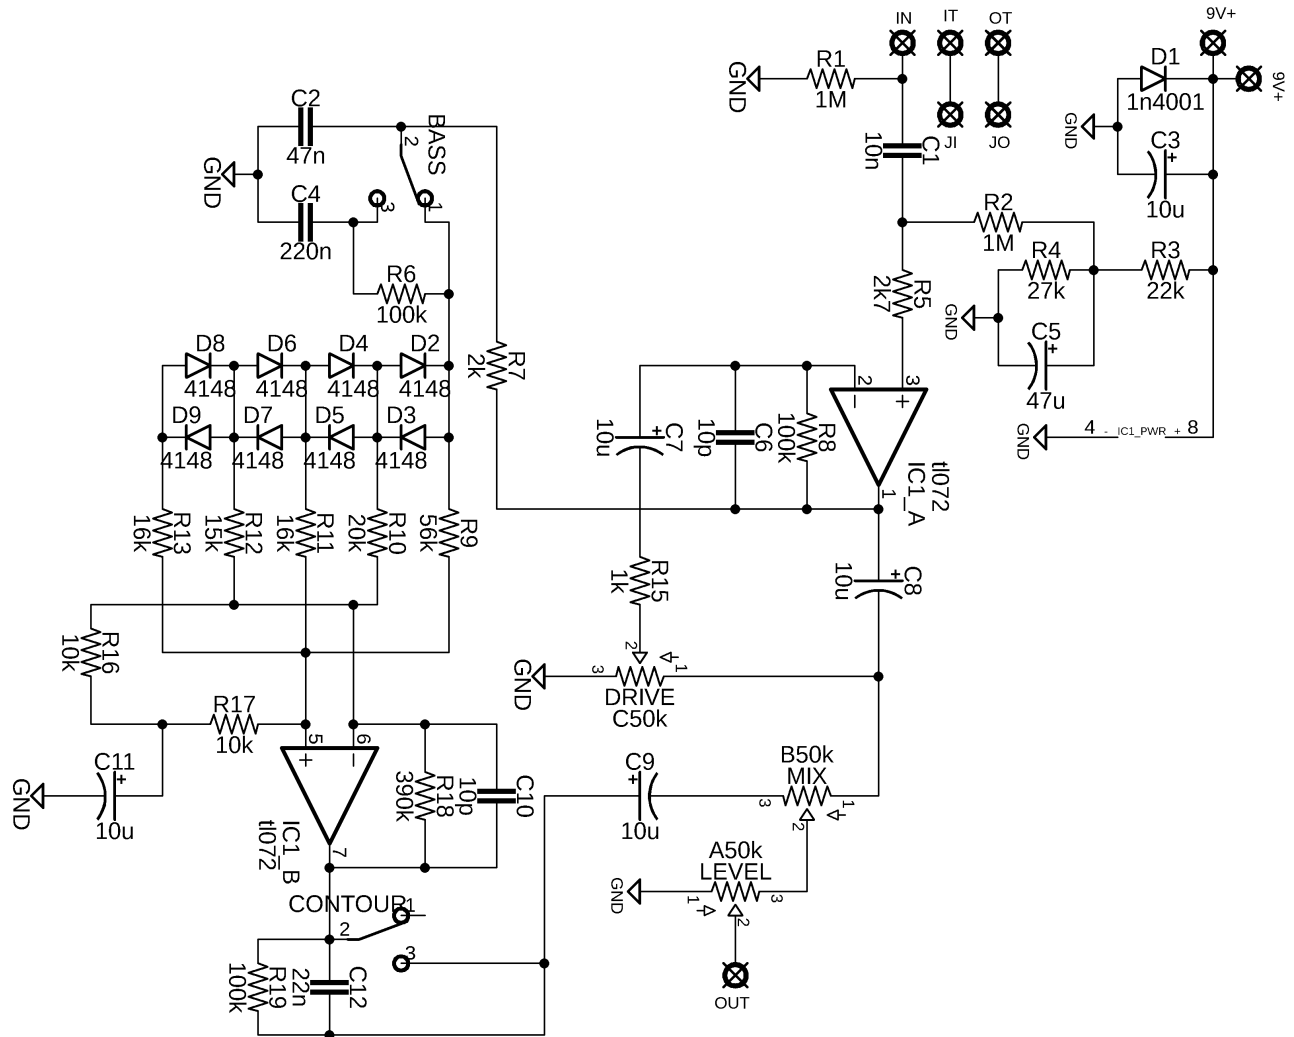 IN
IT
OT
9V+
9V+
GND
R1
1M
D1
1n4001
JI
JO
C1
10n
GND
C3
+
10u
C2
47n
BASS
2
GND
C4
220n
3
1
R2
1M
R4
27k
R3
22k
R5
2k7
R6
100k
GND
C5
+
47u
D8
D6
D4
D2
4148
4148
4148
4148
R7
2k
D9
D7
D5
D3
4148
4148
4148
4148
2
3
-
+
C7
+
10u
C6
10p
R8
100k
GND
4
-
IC1_PWR
+
8
tl072
IC1_A
1
R13
16k
R12
15k
R11
16k
R10
20k
R9
56k
R15
1k
C8
+
10u
R16
10k
2
1
3
GND
DRIVE
C50k
R17
10k
5
6
+
-
C11
+
10u
GND
R18
390k
C10
10p
C9
+
10u
B50k
MIX
3
1
2
IC1_B
tl072
7
A50k
LEVEL
GND
1
3
2
CONTOUR
1
2
3
R19
100k
C12
22n
OUT